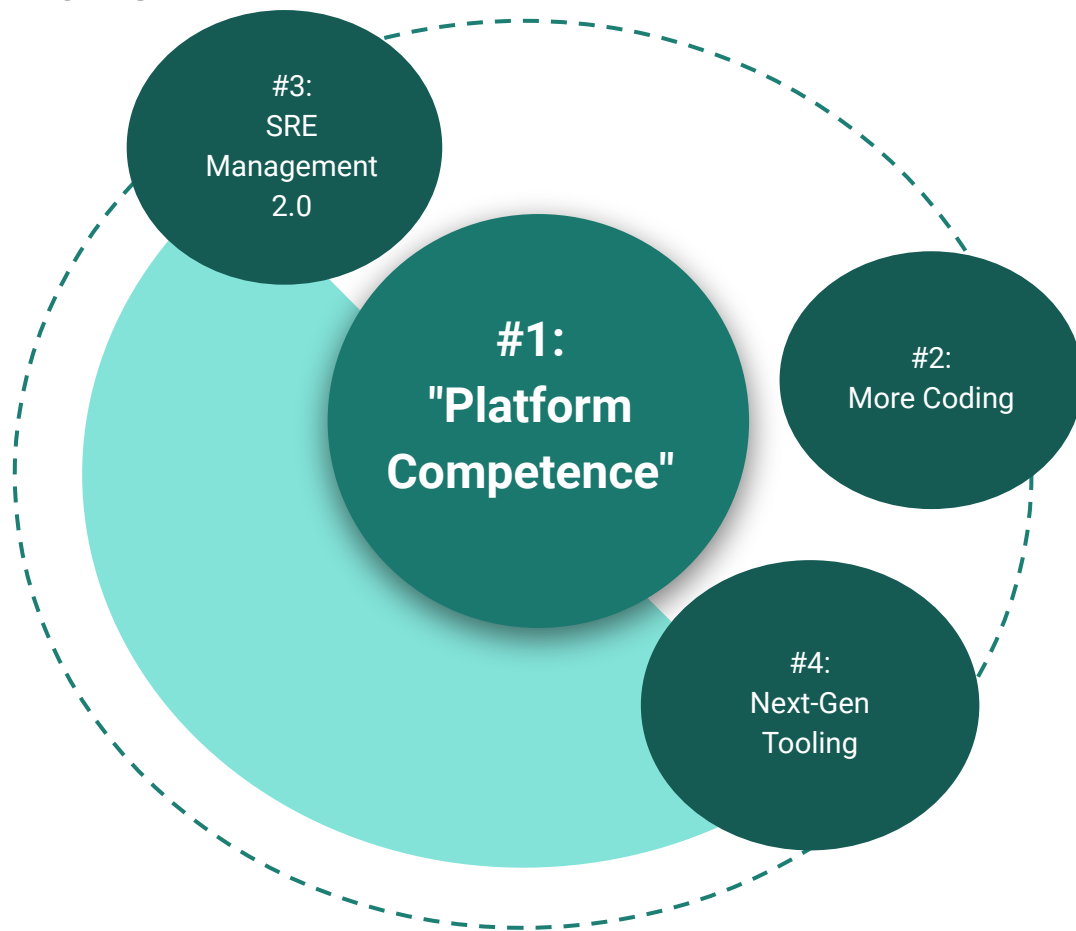 #3:
SRE
Management
2.0
#1:
"Platform
Competence"
#2:
More Coding
#4:
Next-Gen
Tooling